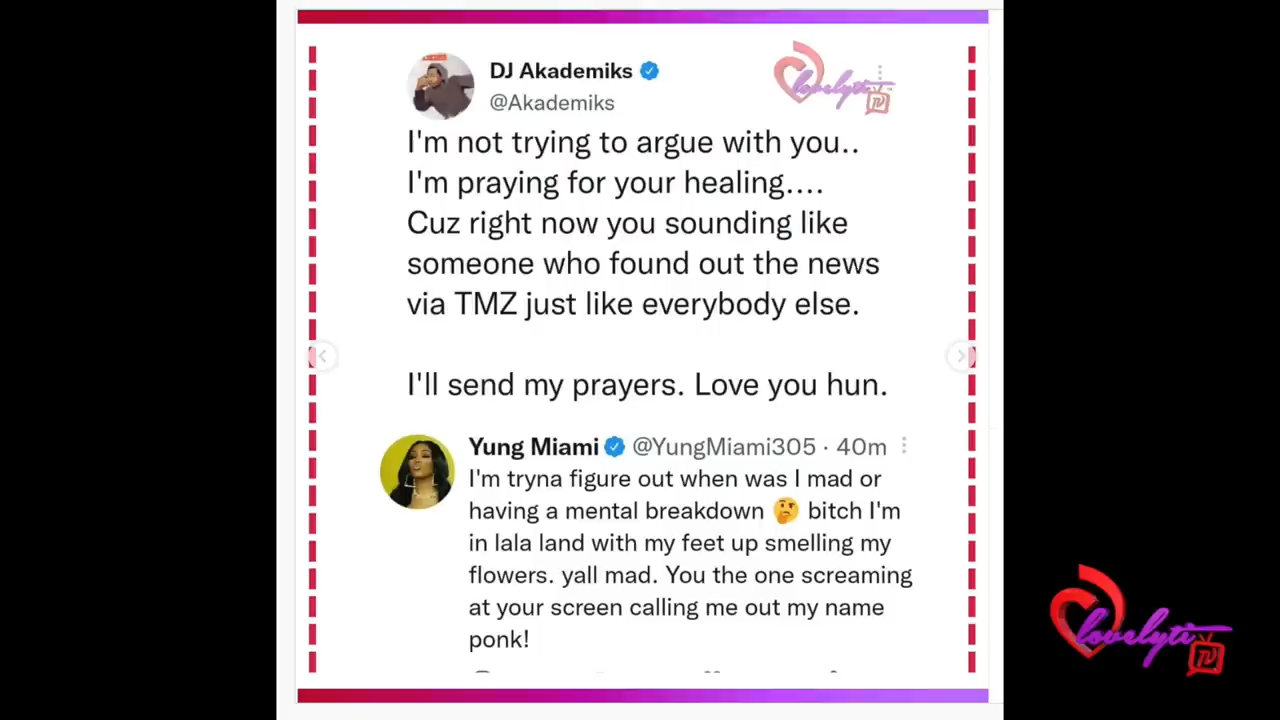 DJ Akademiks
@Akademiks
lovelyti
TV
I'm not trying to argue with you..
I'm praying for your healing....
Cuz right now you sounding like
someone who found out the news
via TMZ just like everybody else.
I'll send my prayers. Love you hun.
Yung Miami @YungMiami305 · 40m
I'm tryna figure out when was I mad or
having a mental breakdown 🤔 bitch I'm
in lala land with my feet up smelling my
flowers. yall mad. You the one screaming
at your screen calling me out my name
ponk!
lovelyti
TV